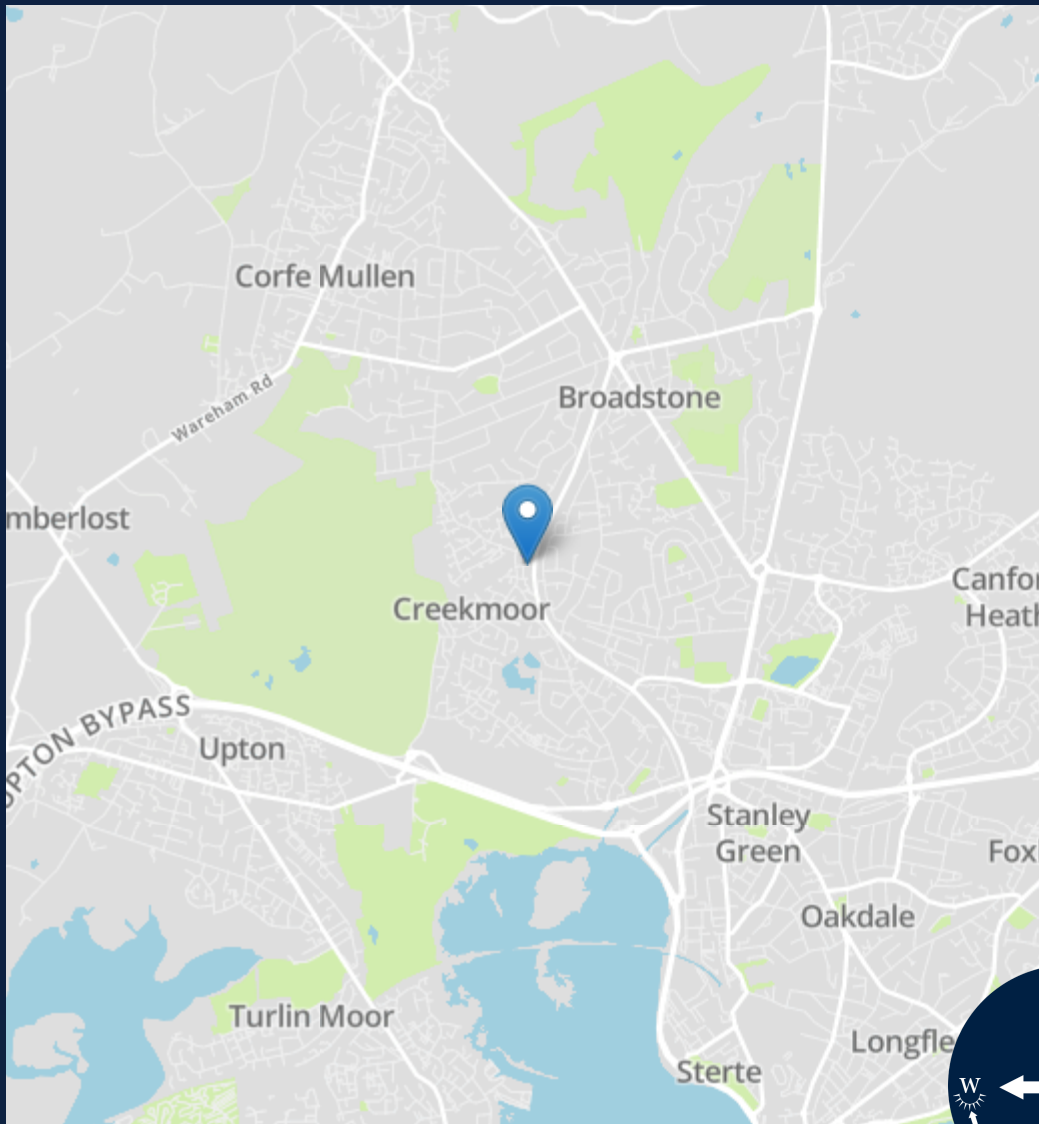 Corfe Mullen
Wareham Rd
Broadstone
mberlost
Canfor
Heath
Creekmoor
UPTON BYPASS
Upton
Stanley
Green
Fox
Oakdale
Turlin Moor
Longfle
Sterte
W